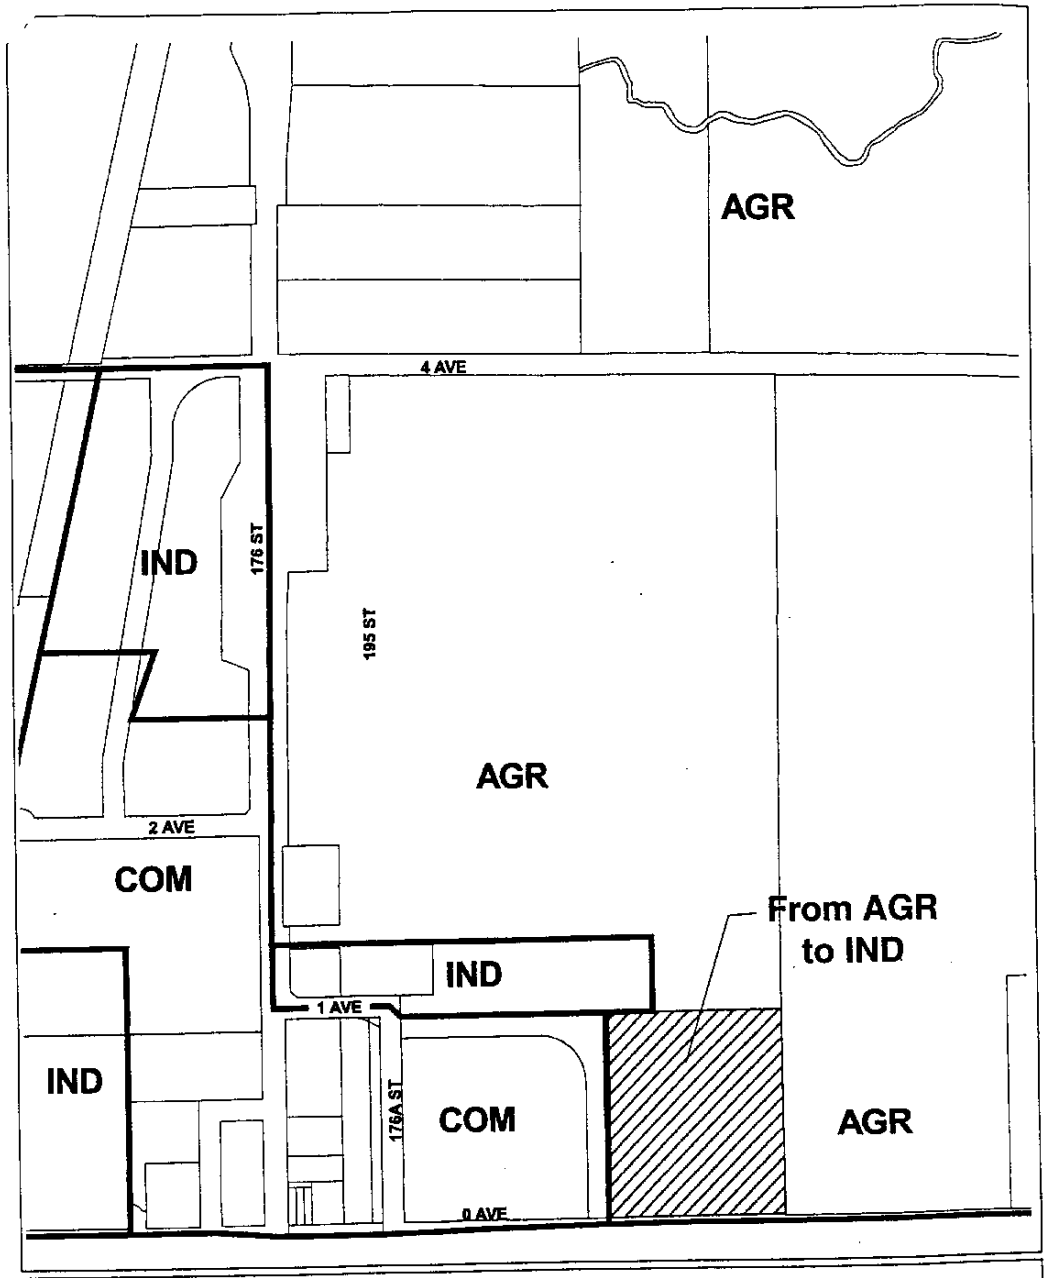 AGR
4 AVE
176 ST
IND
195 ST
AGR
2 AVE
COM
From AGR
to IND
IND
1 AVE
IND
176A ST
COM
AGR
0 AVE